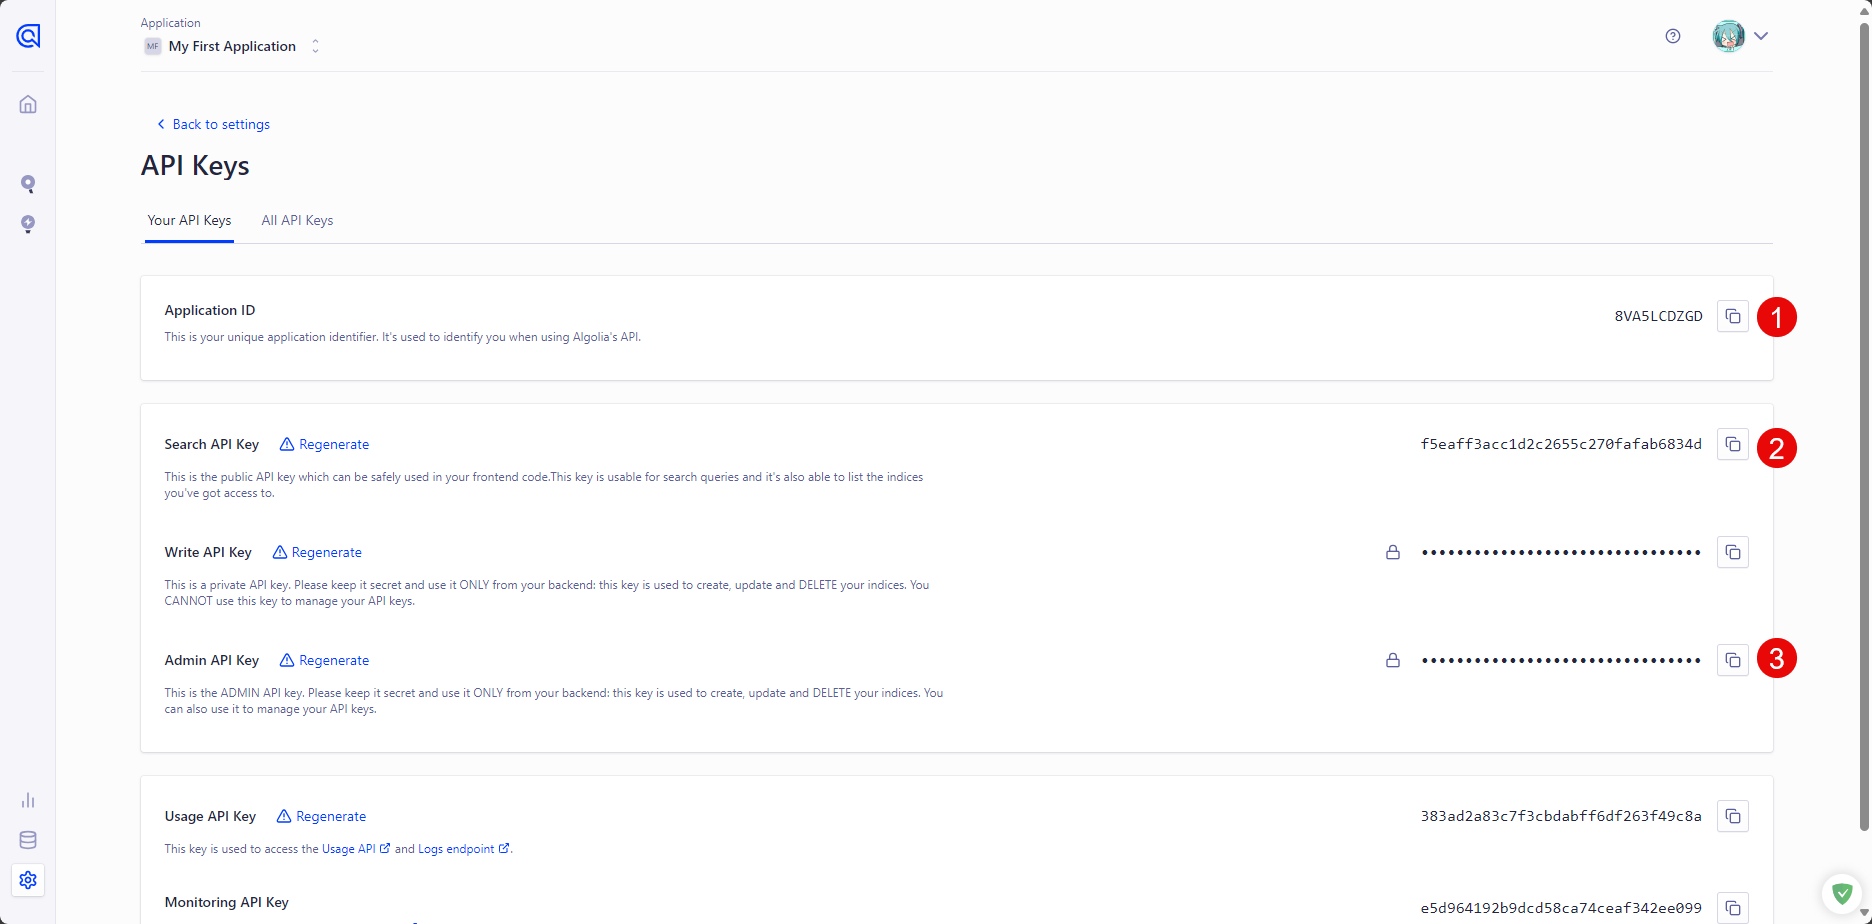 Application
MF My First Application
Back to settings
API Keys
Your API Keys All API Keys
Application ID
8VA5LCDZGD
1
This is your unique application identifier. It's used to identify you when using Algolia's API.
Search API Key Regenerate
f5eaff3acc1d2c2655c270fafab6834d
2
This is the public API key which can be safely used in your frontend code.This key is usable for search queries and it's also able to list the indices
you've got access to.
Write API Key Regenerate
••••••••••••••••••••••••••••••••
This is a private API key. Please keep it secret and use it ONLY from your backend: this key is used to create, update and DELETE your indices. You
CANNOT use this key to manage your API keys.
Admin API Key Regenerate
••••••••••••••••••••••••••••••••
3
This is the ADMIN API key. Please keep it secret and use it ONLY from your backend: this key is used to create, update and DELETE your indices. You
can also use it to manage your API keys.
Usage API Key Regenerate
383ad2a83c7f3cbdabff6df263f49c8a
This key is used to access the Usage API and Logs endpoint.
Monitoring API Key
e5d964192b9dcd58ca74ceaf342ee099